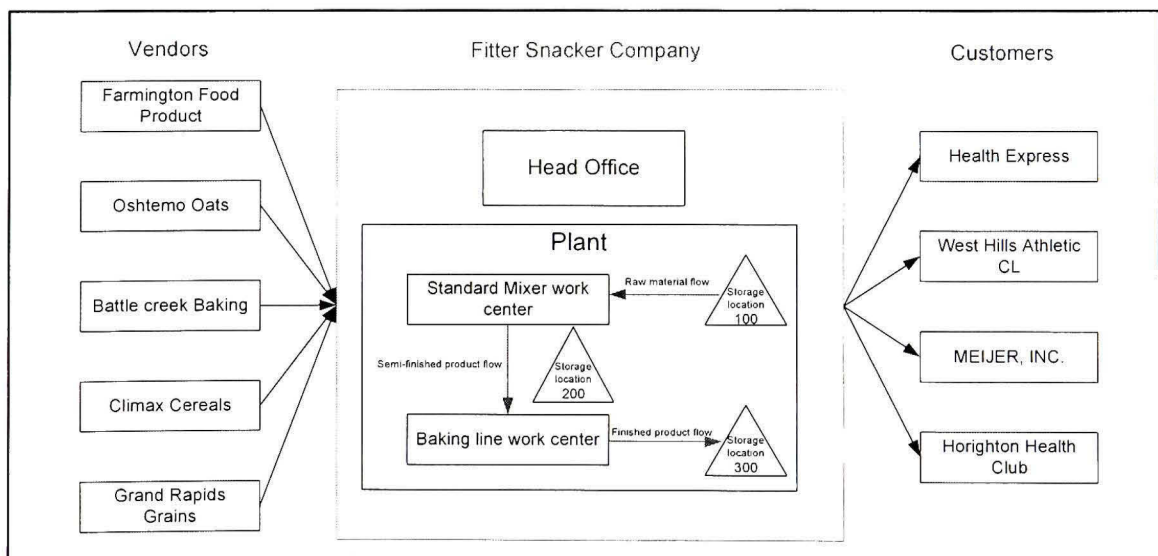 Vendors
Fitter Snacker Company
Customers
Farmington Food
Product
Oshtemo Oats
Battle creek Baking
Climax Cereals
Grand Rapids
Grains
Head Office
Plant
Standard Mixer work
center
Raw material flow
Storage
location
100
Semi-finished product flow
Storage
location
200
Baking line work center
Finished product flow
Storage
location
300
Health Express
West Hills Athletic
CL
MEIJER, INC.
Horighton Health
Club